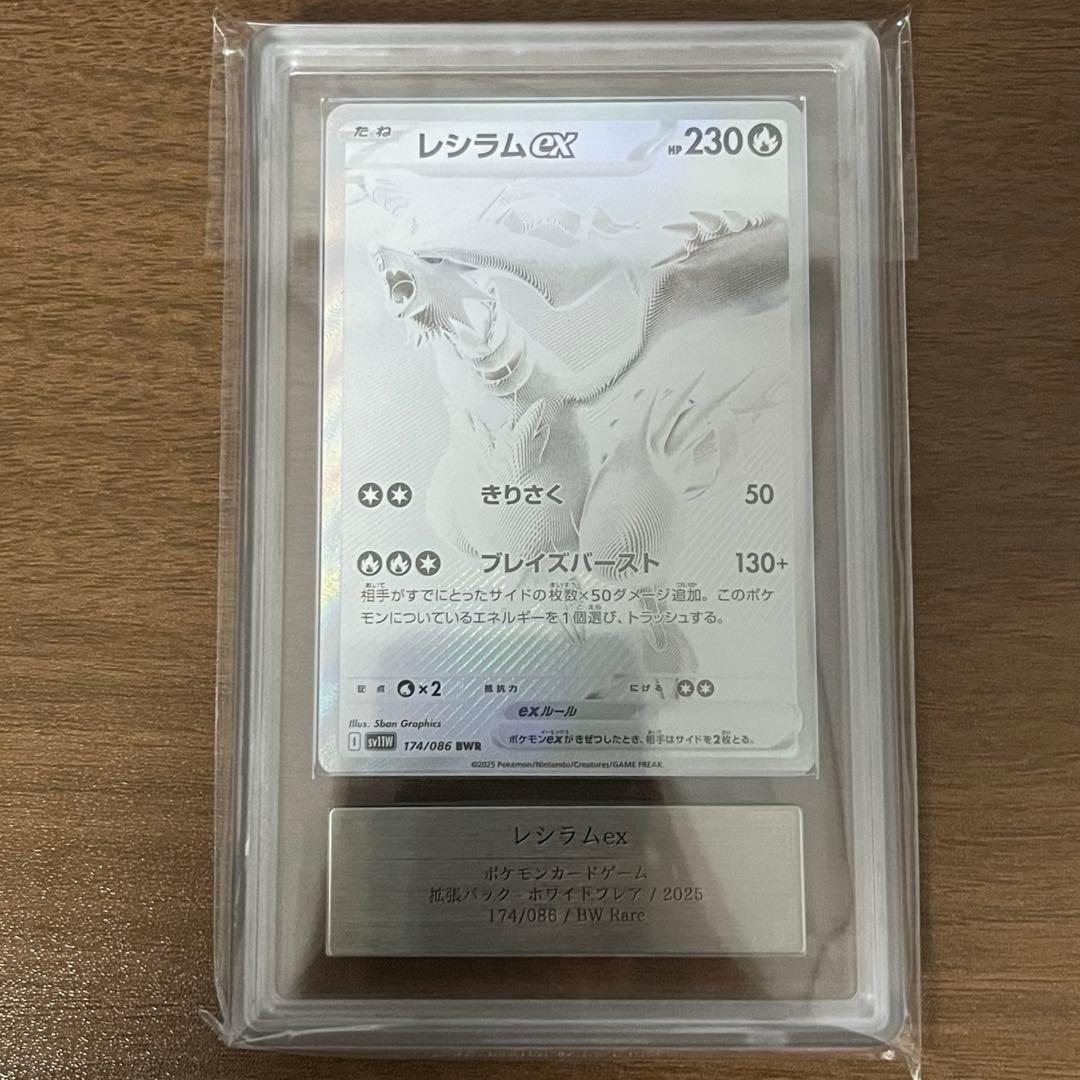 たね レシラムex HP 230
きりさく 50
ブレイズバースト 130+
相手がすでにとったサイドの枚数×50ダメージ追加。このポケ
モンについているエネルギーを1個選び、トラッシュする。
弱点 ×2 抵抗力 にげる
exルール
ポケモンexがきぜつしたとき、相手はサイドを2枚とる。
Illus. 5ban Graphics
I sv11W 174/086 BWR
©2025 Pokémon/Nintendo/Creatures/GAME FREAK.
レシラムex
ポケモンカードゲーム
拡張パック - ホワイトフレア / 2025
174/086 / BW Rare